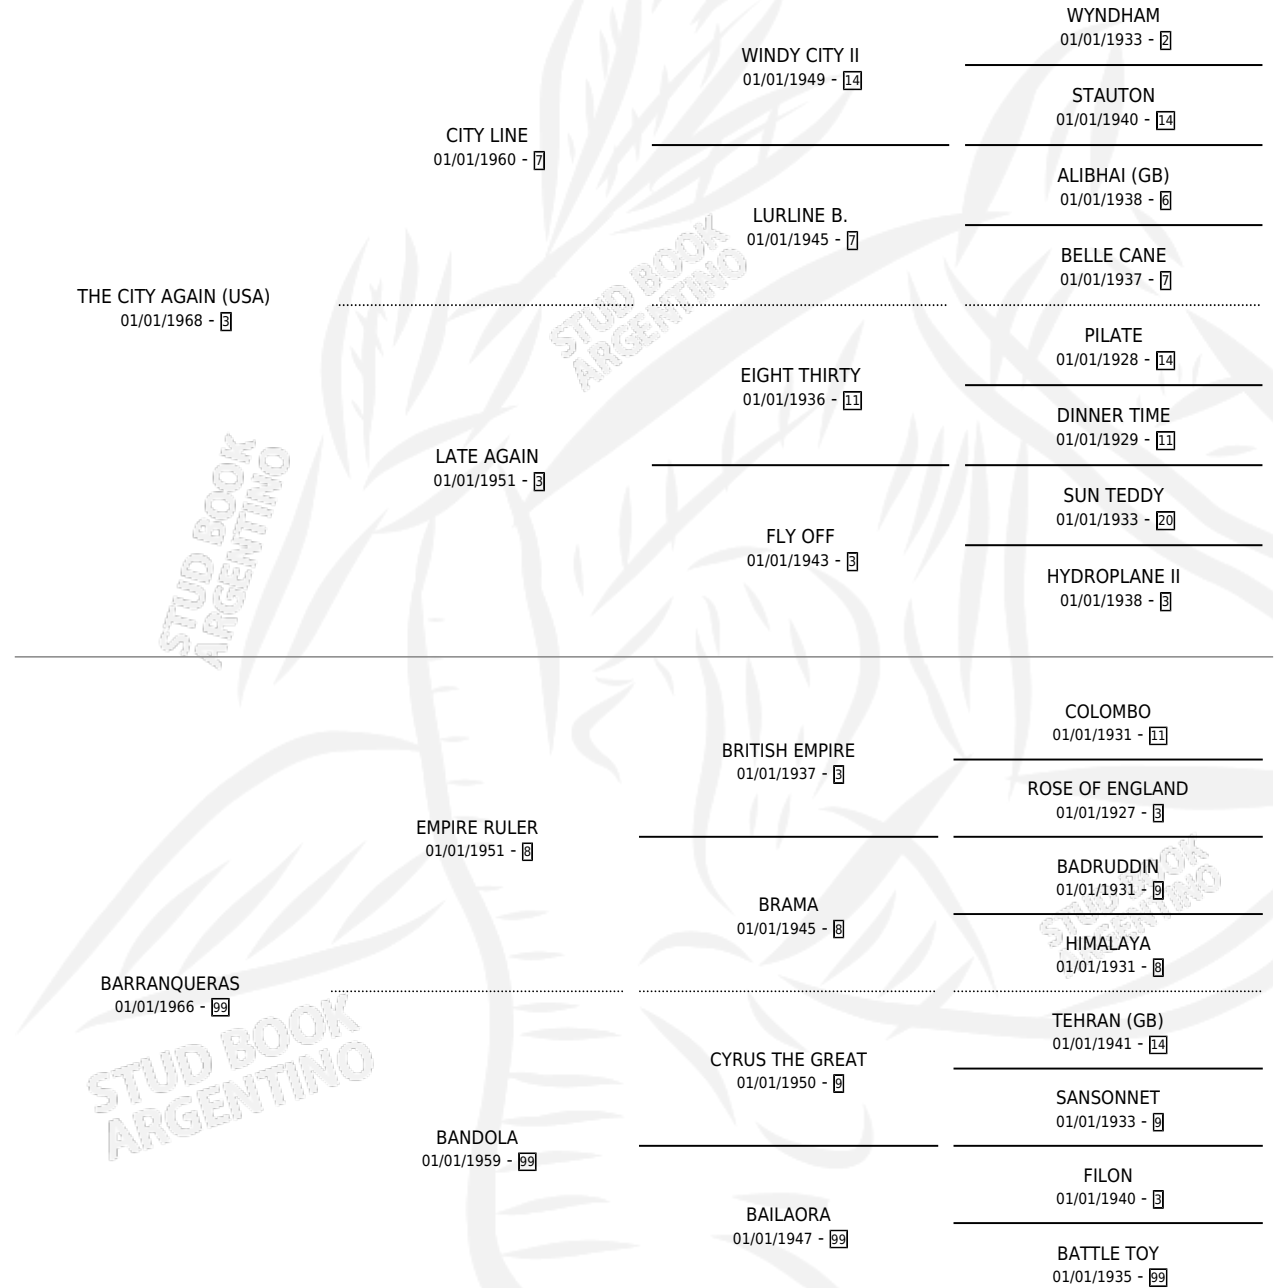 WYNDHAM
01/01/1933 - 2
WINDY CITY II
01/01/1949 - 14
STAUTON
01/01/1940 - 14
CITY LINE
01/01/1960 - 7
ALIBHAI (GB)
01/01/1938 - 6
LURLINE B.
01/01/1945 - 7
BELLE CANE
01/01/1937 - 7
THE CITY AGAIN (USA)
01/01/1968 - 3
STUD BOOK
ARGENTINO
PILATE
01/01/1928 - 14
EIGHT THIRTY
01/01/1936 - 11
DINNER TIME
01/01/1929 - 11
LATE AGAIN
01/01/1951 - 3
SUN TEDDY
01/01/1933 - 20
FLY OFF
01/01/1943 - 3
HYDROPLANE II
01/01/1938 - 3
STUD BOOK
ARGENTINO
COLOMBO
01/01/1931 - 11
BRITISH EMPIRE
01/01/1937 - 3
ROSE OF ENGLAND
01/01/1927 - 3
EMPIRE RULER
01/01/1951 - 8
BADRUDDIN
01/01/1931 - 9
BRAMA
01/01/1945 - 8
HIMALAYA
01/01/1931 - 8
STUD BOOK
ARGENTINO
BARRANQUERAS
01/01/1966 - 99
TEHRAN (GB)
01/01/1941 - 14
CYRUS THE GREAT
01/01/1950 - 9
SANSONNET
01/01/1933 - 9
STUD BOOK
ARGENTINO
BANDOLA
01/01/1959 - 99
FILON
01/01/1940 - 3
BAILAORA
01/01/1947 - 99
BATTLE TOY
01/01/1935 - 99